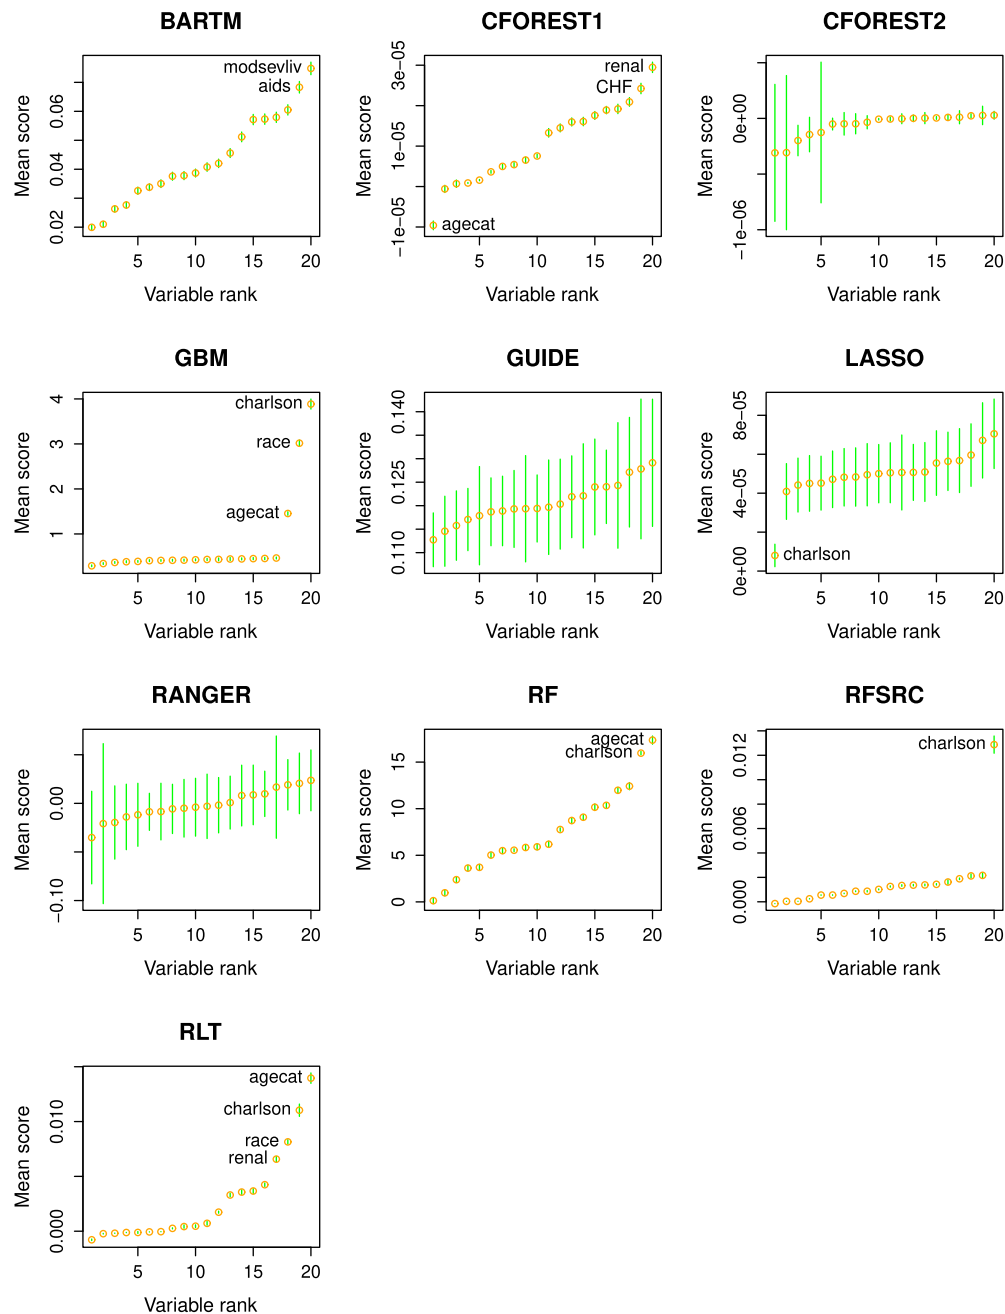 BARTM
Mean score
0.02 0.04 0.06
modsevliv
aids
5 10 15 20
Variable rank
CFOREST1
Mean score
−1e−05 1e−05 3e−05
renal
CHF
agecat
5 10 15 20
Variable rank
CFOREST2
Mean score
−1e−06 0e+00
5 10 15 20
Variable rank
GBM
Mean score
1 2 3 4
charlson
race
agecat
5 10 15 20
Variable rank
GUIDE
Mean score
0.110 0.125 0.140
5 10 15 20
Variable rank
LASSO
Mean score
0e+00 4e−05 8e−05
charlson
5 10 15 20
Variable rank
RANGER
Mean score
−0.10 0.00
5 10 15 20
Variable rank
RF
Mean score
0 5 10 15
agecat
charlson
5 10 15 20
Variable rank
RFSRC
Mean score
0.000 0.006 0.012
charlson
5 10 15 20
Variable rank
RLT
Mean score
0.000 0.010
agecat
charlson
race
renal
5 10 15 20
Variable rank